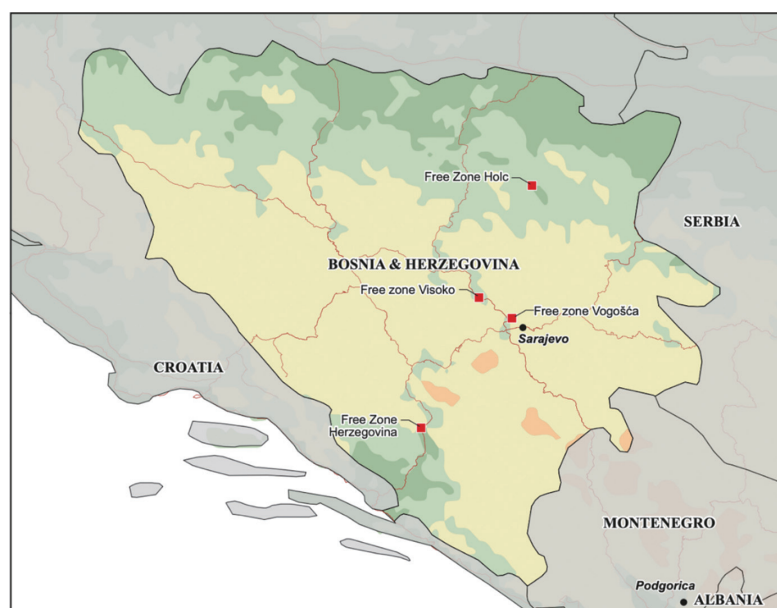 Free Zone Holc
SERBIA
BOSNIA & HERZEGOVINA
Free zone Visoko
Free zone Vogošća
Sarajevo
CROATIA
Free Zone
Herzegovina
MONTENEGRO
Podgorica
ALBANIA